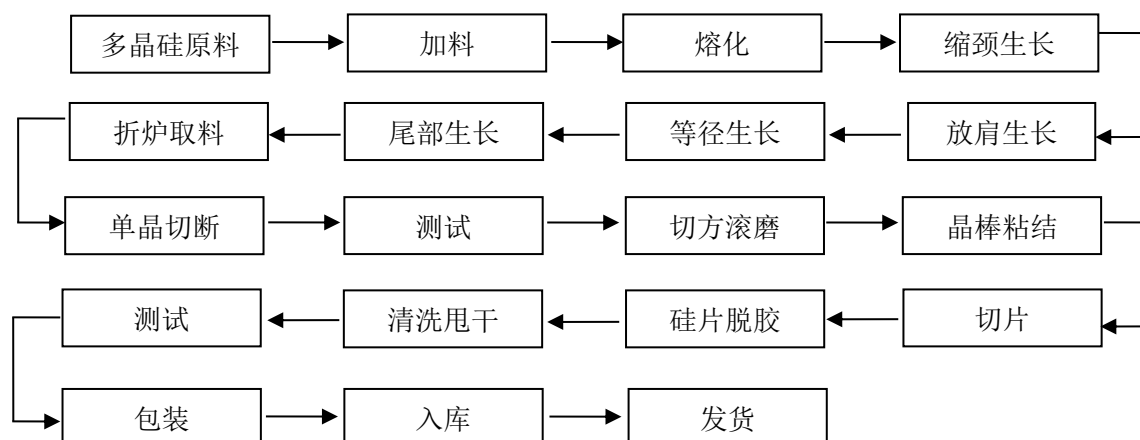 多晶硅原料 加料 熔化 缩颈生长
折炉取料 尾部生长 等径生长 放肩生长
单晶切断 测试 切方滚磨 晶棒粘结
测试 清洗甩干 硅片脱胶 切片
包装 入库 发货